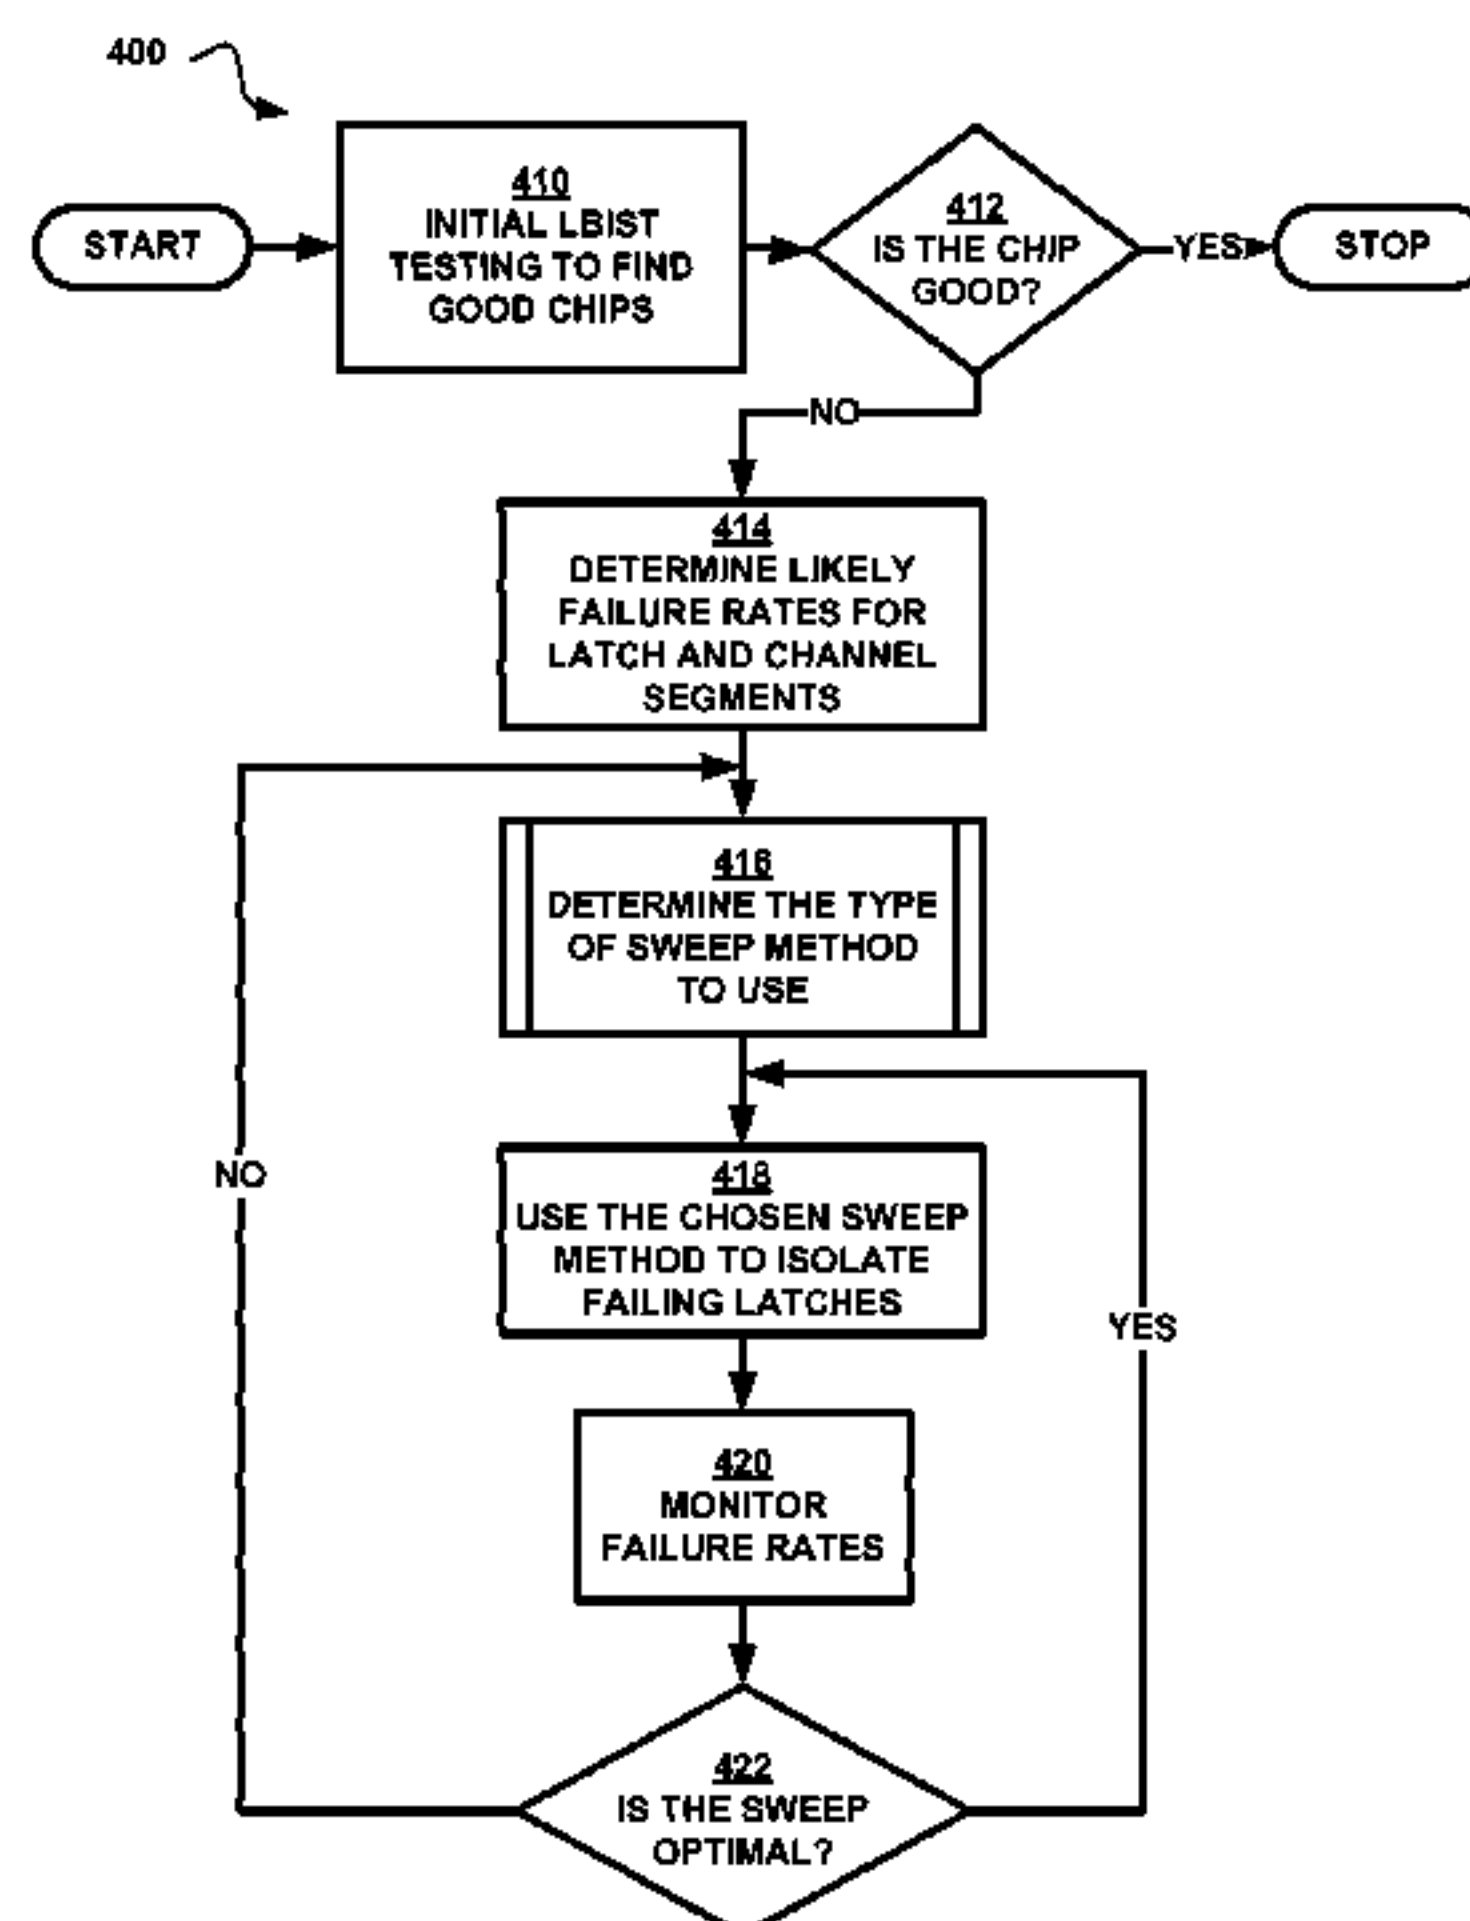 400
START
410
INITIAL LBIST
TESTING TO FIND
GOOD CHIPS
412
IS THE CHIP
GOOD?
YES
STOP
NO
414
DETERMINE LIKELY
FAILURE RATES FOR
LATCH AND CHANNEL
SEGMENTS
416
DETERMINE THE TYPE
OF SWEEP METHOD
TO USE
418
USE THE CHOSEN SWEEP
METHOD TO ISOLATE
FAILING LATCHES
NO
YES
420
MONITOR
FAILURE RATES
422
IS THE SWEEP
OPTIMAL?